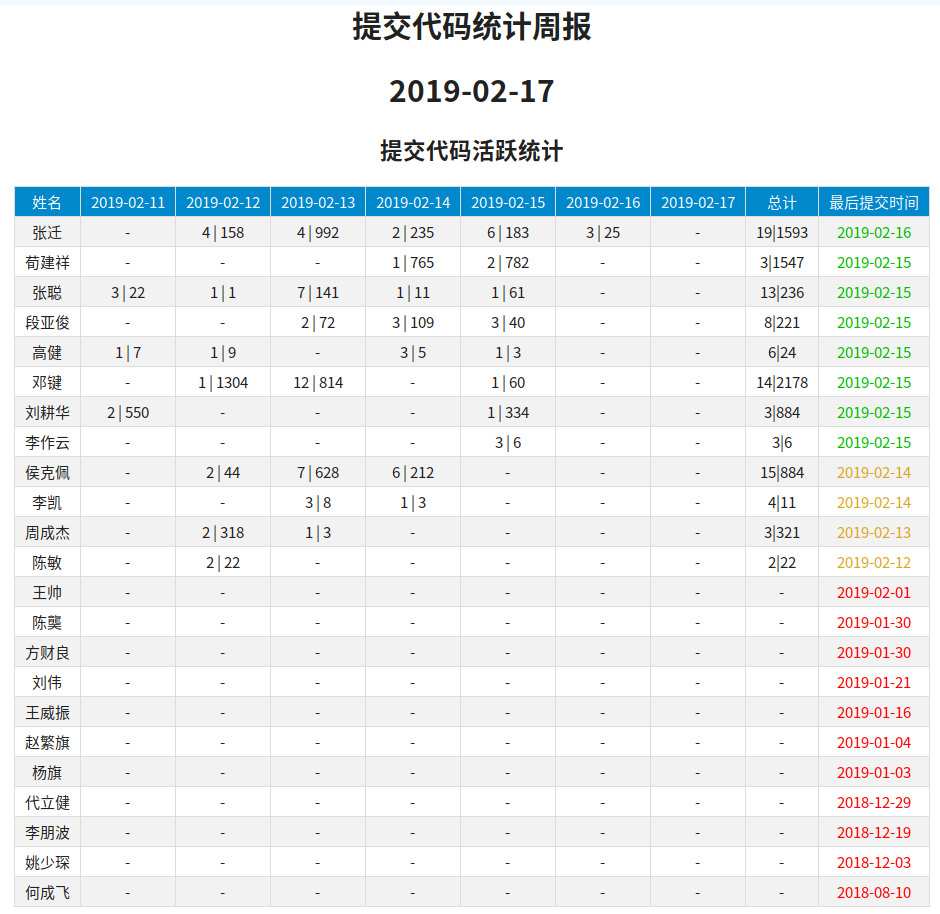 提交代码统计周报
2019-02-17
提交代码活跃统计
姓名 2019-02-11 2019-02-12 2019-02-13 2019-02-14 2019-02-15 2019-02-16 2019-02-17 总计 最后提交时间
张迁 - 4|158 4|992 2|235 6|183 3|25 - 19|1593 2019-02-16
荀建祥 - - - 1|765 2|782 - - 3|1547 2019-02-15
张聪 3|22 1|1 7|141 1|11 1|61 - - 13|236 2019-02-15
段亚俊 - - 2|72 3|109 3|40 - - 8|221 2019-02-15
高健 1|7 1|9 - 3|5 1|3 - - 6|24 2019-02-15
邓键 - 1|1304 12|814 - 1|60 - - 14|2178 2019-02-15
刘耕华 2|550 - - - 1|334 - - 3|884 2019-02-15
李作云 - - - - 3|6 - - 3|6 2019-02-15
侯克佩 - 2|44 7|628 6|212 - - - 15|884 2019-02-14
李凯 - - 3|8 1|3 - - - 4|11 2019-02-14
周成杰 - 2|318 1|3 - - - - 3|321 2019-02-13
陈敏 - 2|22 - - - - - 2|22 2019-02-12
王帅 - - - - - - - - 2019-02-01
陈龑 - - - - - - - - 2019-01-30
方财良 - - - - - - - - 2019-01-30
刘伟 - - - - - - - - 2019-01-21
王威振 - - - - - - - - 2019-01-16
赵繁旗 - - - - - - - - 2019-01-04
杨旗 - - - - - - - - 2019-01-03
代立健 - - - - - - - - 2018-12-29
李朋波 - - - - - - - - 2018-12-19
姚少琛 - - - - - - - - 2018-12-03
何成飞 - - - - - - - - 2018-08-10